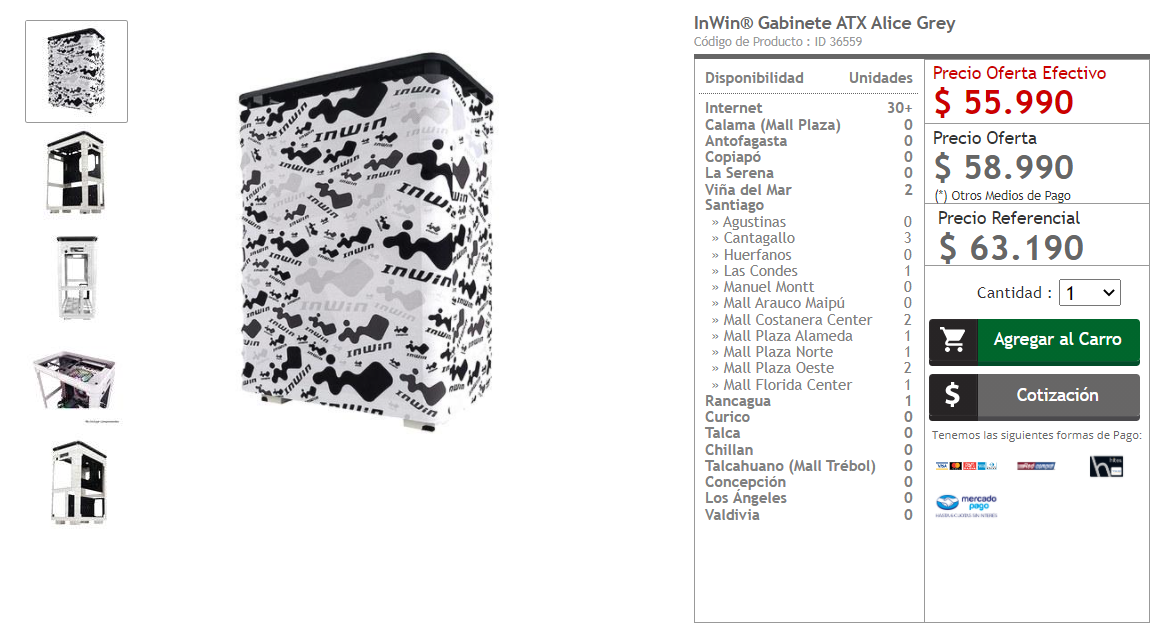 InWin® Gabinete ATX Alice Grey
Código de Producto : ID 36559
Disponibilidad Unidades
Internet 30+
Calama (Mall Plaza) 0
Antofagasta 0
Copiapó 0
La Serena 0
Viña del Mar 2
Santiago
» Agustinas 0
» Cantagallo 3
» Huerfanos 0
» Las Condes 1
» Manuel Montt 0
» Mall Arauco Maipú 0
» Mall Costanera Center 2
» Mall Plaza Alameda 1
» Mall Plaza Norte 1
» Mall Plaza Oeste 2
» Mall Florida Center 1
Rancagua 1
Curico 0
Talca 0
Chillan 0
Talcahuano (Mall Trébol) 0
Concepción 0
Los Ángeles 0
Valdivia 0
Precio Oferta Efectivo
$ 55.990
Precio Oferta
$ 58.990
(*) Otros Medios de Pago
Precio Referencial
$ 63.190
Cantidad : 1
Agregar al Carro
$ Cotización
Tenemos las siguientes formas de Pago:
VISA
mercado
pago
InWin
InWin
InWin
InWin
InWin
InWin